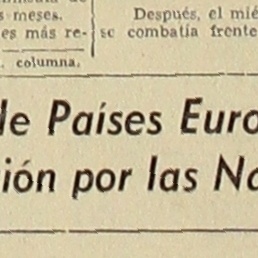 s meses.
es más re-
. columna.
Después, el mié
se combatía frente
de Países Euro
ión por las Na